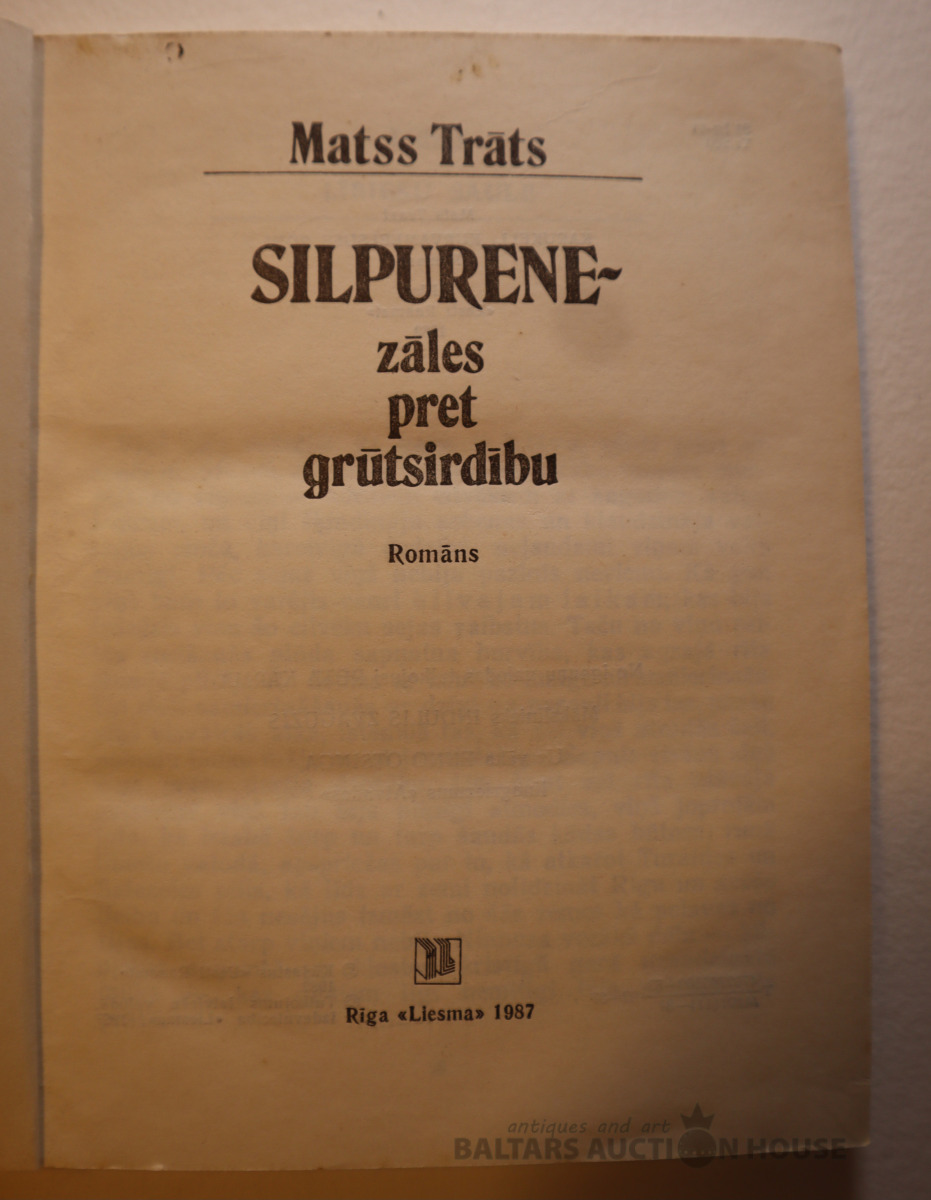 Matss Trāts
SILPURENE-
zāles
pret
grūtsirdību
Romāns
Rīga «Liesma» 1987
antiques and art
BALTARS AUCTION HOUSE